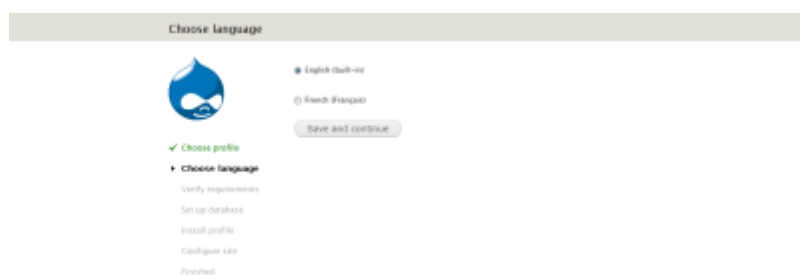 Choose language
English (built-in)
French (Français)
Save and continue
Choose profile
Choose language
Verify requirements
Set up database
Install profile
Configure site
Finished